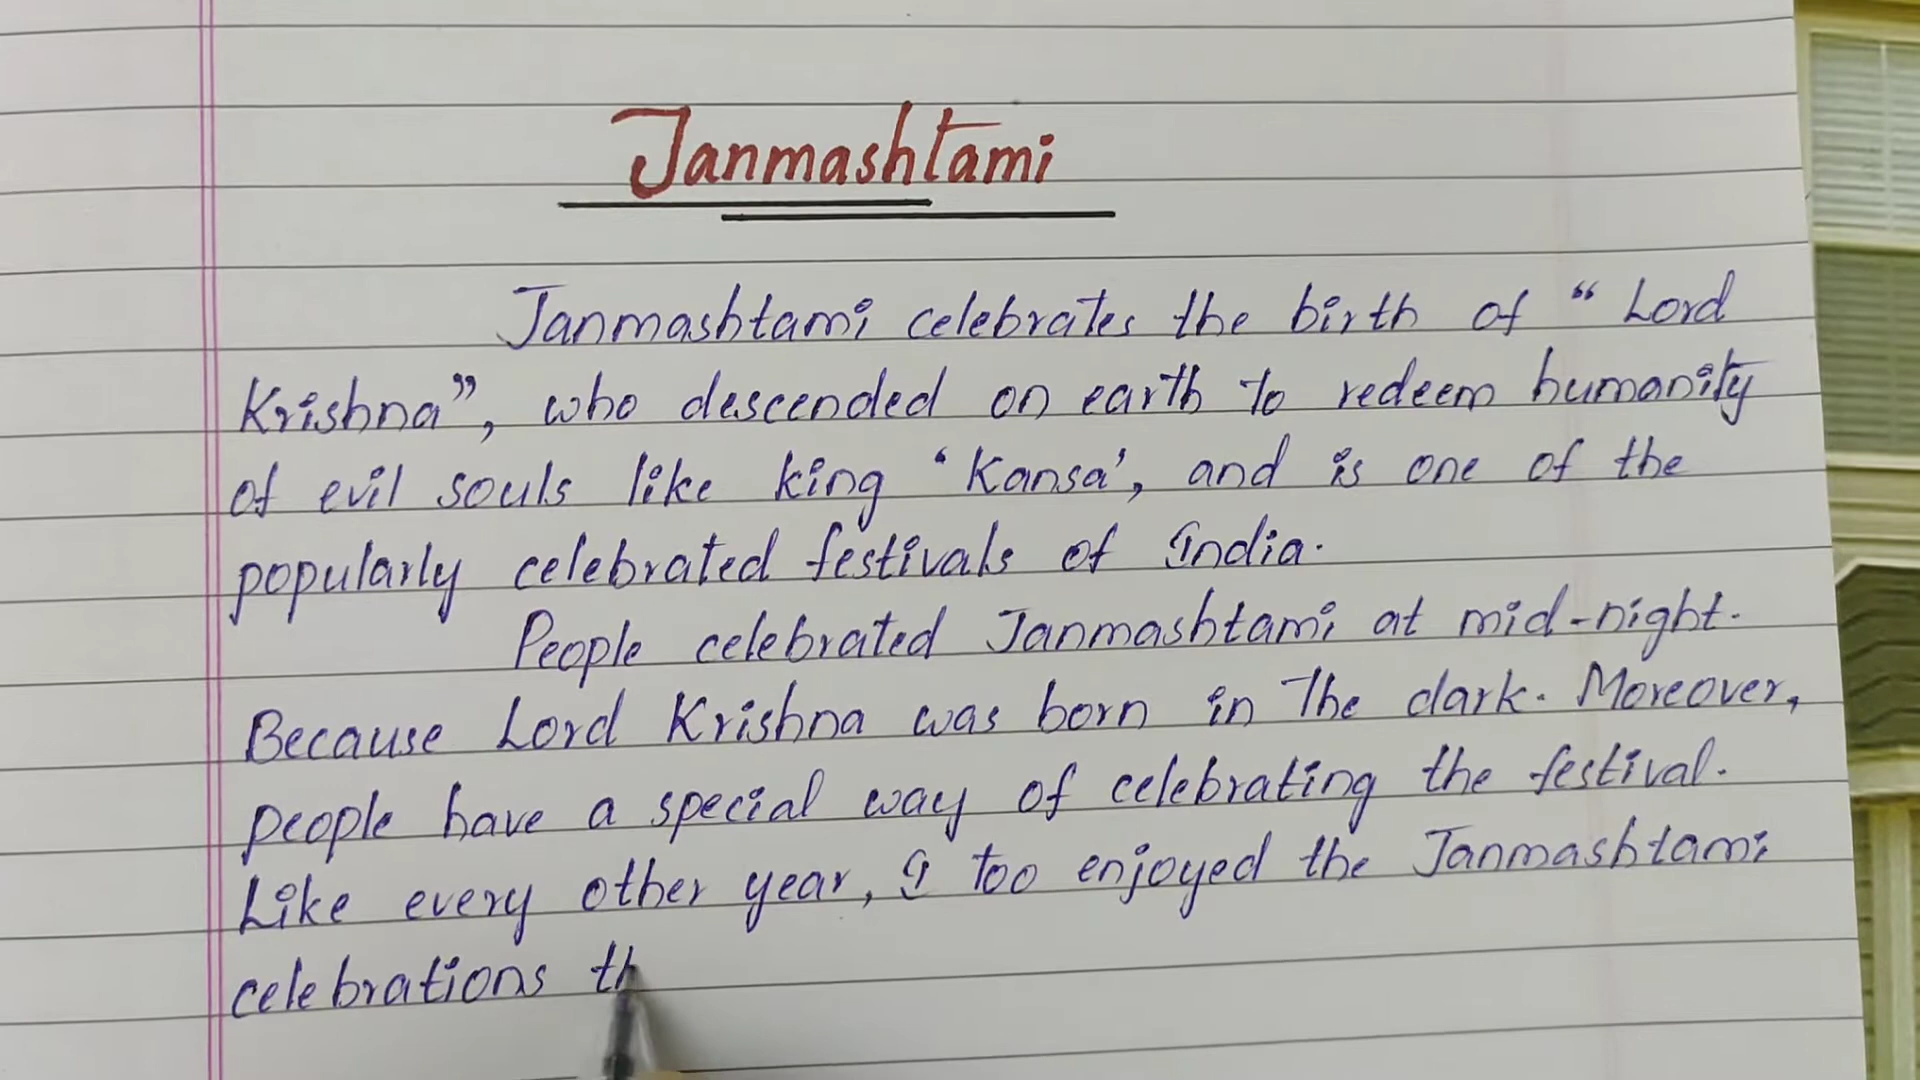 Janmashtami
Janmashtami celebrates the birth of “Lord
Krishna”, who descended on earth to redeem humanity
of evil souls like king ‘Kansa’, and is one of the
popularly celebrated festivals of India.
People celebrated Janmashtami at mid-night.
Because Lord Krishna was born in the dark. Moreover,
people have a special way of celebrating the festival.
Like every other year, I too enjoyed the Janmashtami
celebrations th